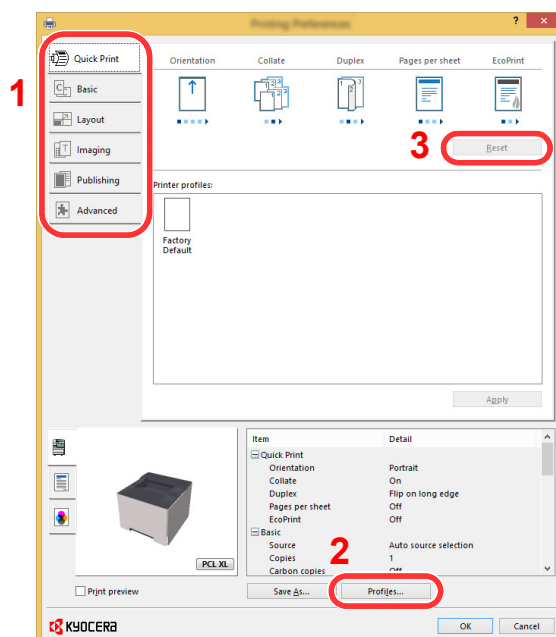 Printing Preferences
?
Quick Print
Basic
Layout
Imaging
Publishing
Advanced
1
Orientation Collate Duplex Pages per sheet EcoPrint
3
Reset
Printer profiles:
Factory
Default
Apply
Item Detail
Quick Print
Orientation Portrait
Collate On
Duplex Flip on long edge
Pages per sheet Off
EcoPrint Off
Basic
Source Auto source selection
Copies 1
Carbon copies Off
PCL XL
2
Print preview
Save As...
Profiles...
KYOCERA
OK
Cancel